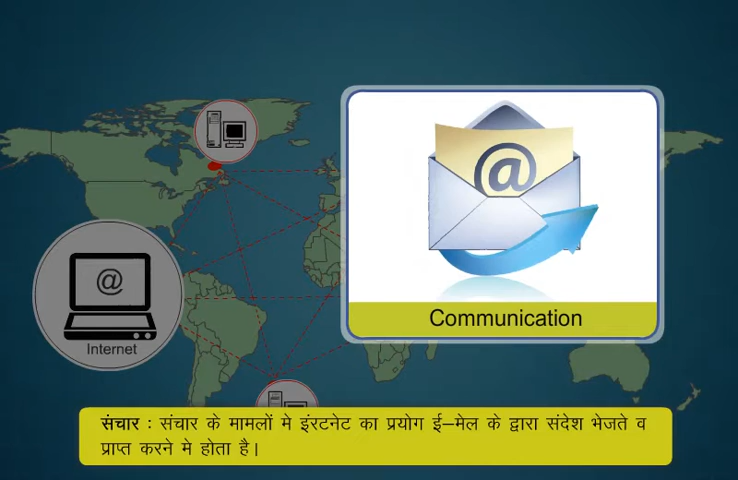 @
Communication
@
Internet
संचार : संचार के मामलों मे इंरटनेट का प्रयोग ई–मेल के द्वारा संदेश भेजते व
प्राप्त करने मे होता है।